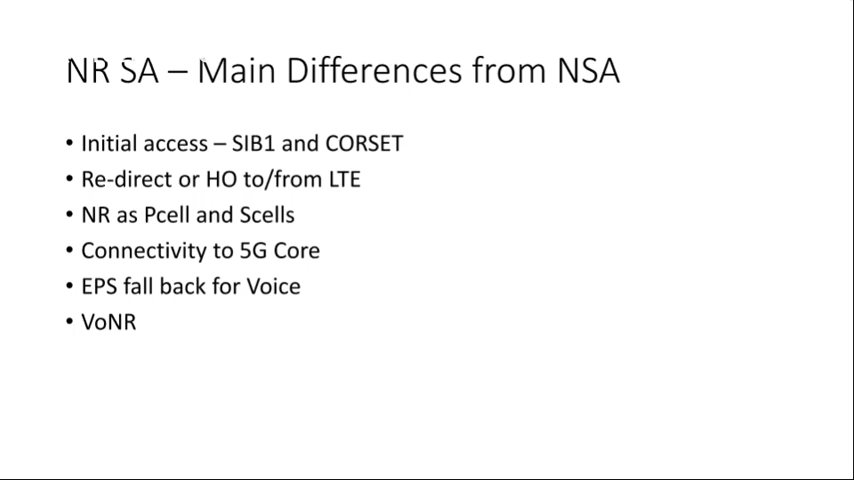 NR SA – Main Differences from NSA
• Initial access – SIB1 and CORSET
• Re-direct or HO to/from LTE
• NR as Pcell and Scells
• Connectivity to 5G Core
• EPS fall back for Voice
• VoNR